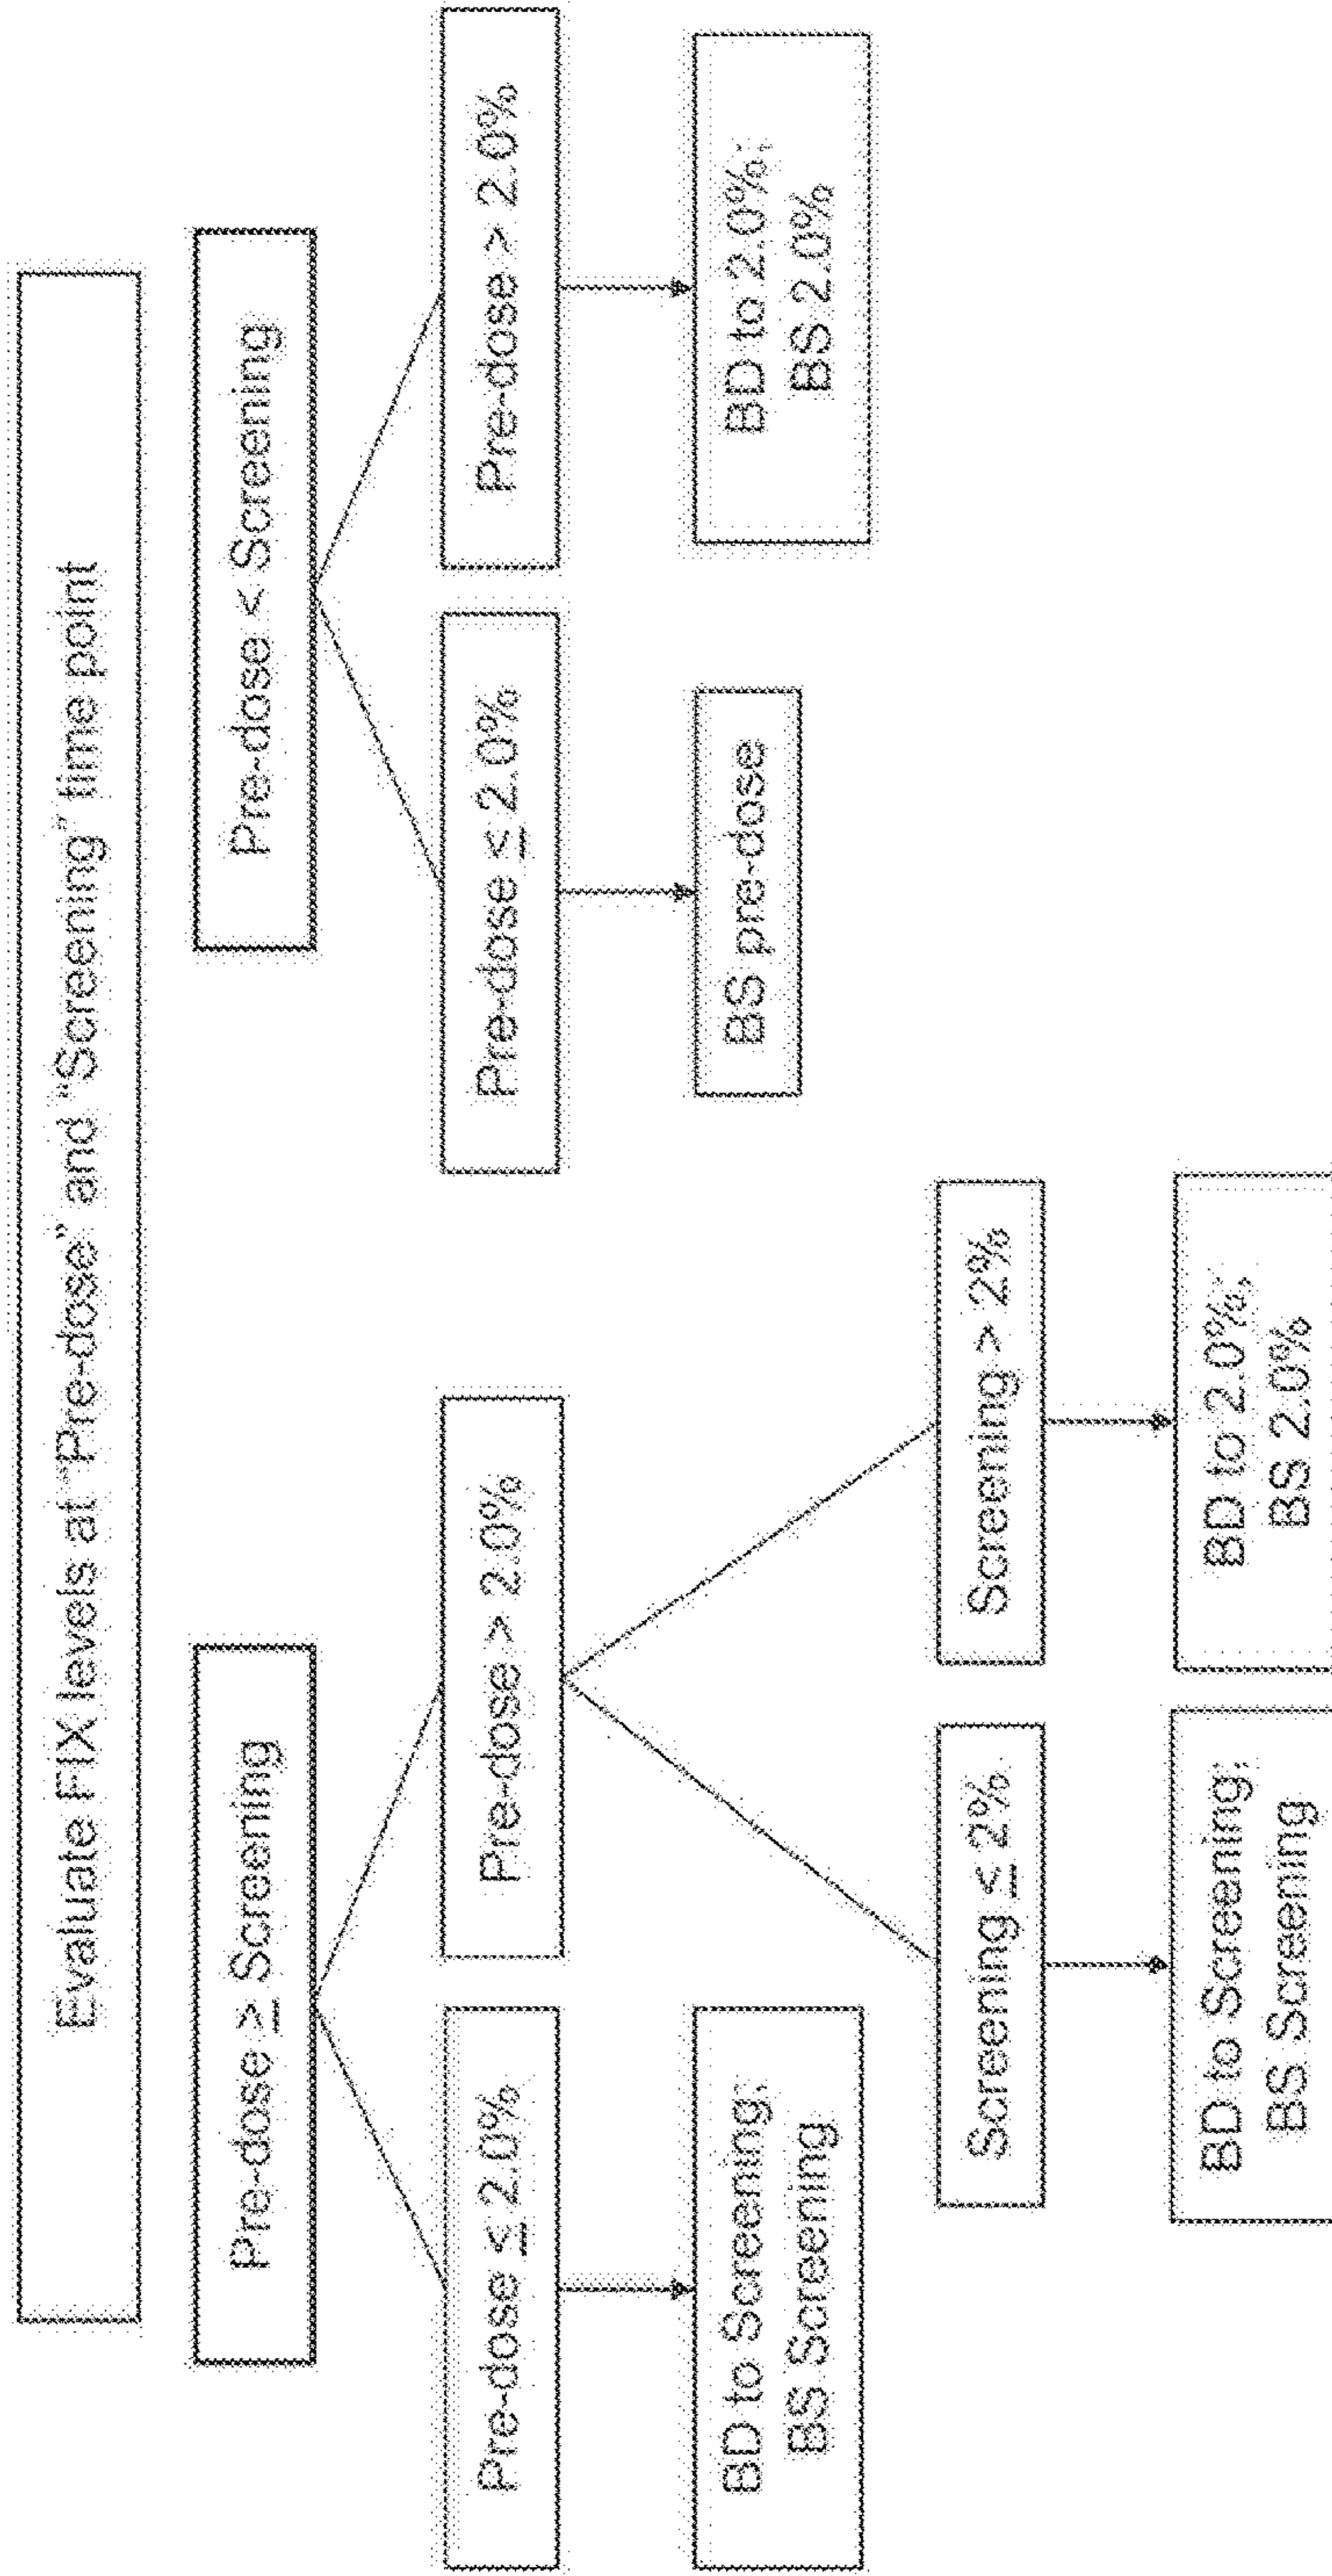 Evaluate FIX levels at "Pre-dose" and "Screening" time point
Pre-dose ≥ Screening
Pre-dose < Screening
Pre-dose ≤ 2.0%
Pre-dose > 2.0%
Pre-dose ≤ 2.0%
Pre-dose > 2.0%
BD to Screening;
BS Screening
BS pre-dose
BD to 2.0%;
BS 2.0%
Screening ≤ 2%
Screening > 2%
BD to Screening;
BS Screening
BD to 2.0%;
BS 2.0%